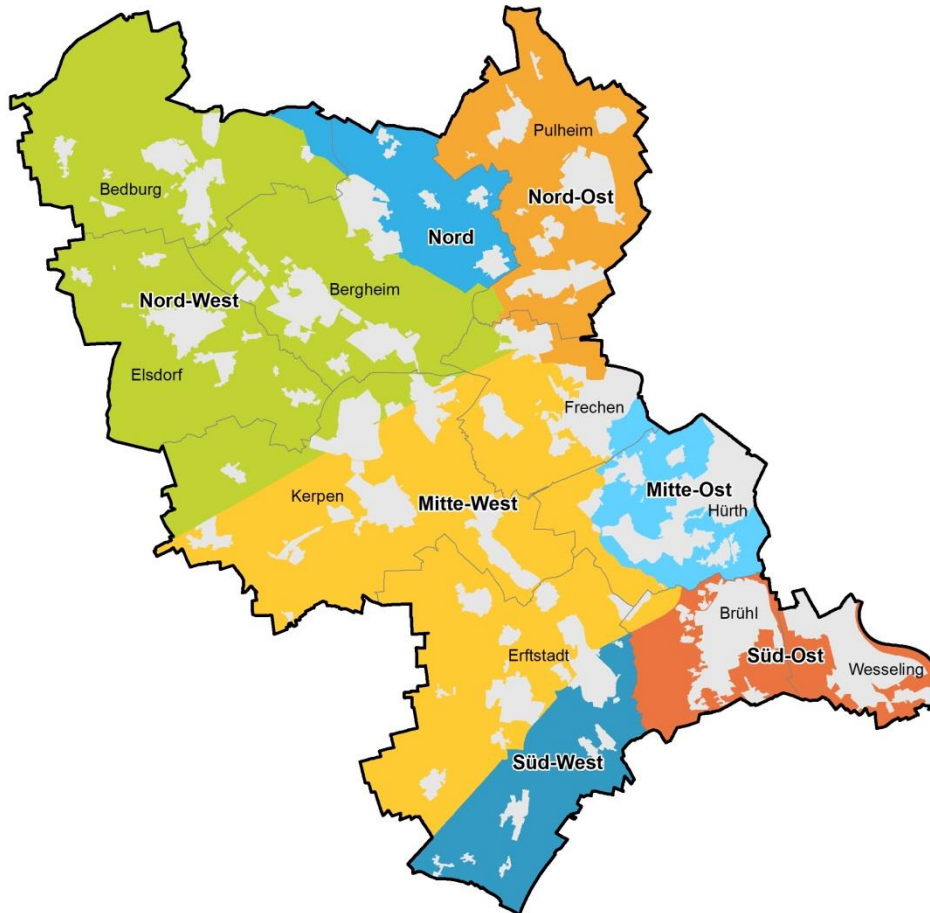 Pulheim
Bedburg
Nord-Ost
Nord
Bergheim
Nord-West
Elsdorf
Frechen
Mitte-Ost
Kerpen
Mitte-West
Hürth
Brühl
Erftstadt
Süd-Ost
Wesseling
Süd-West